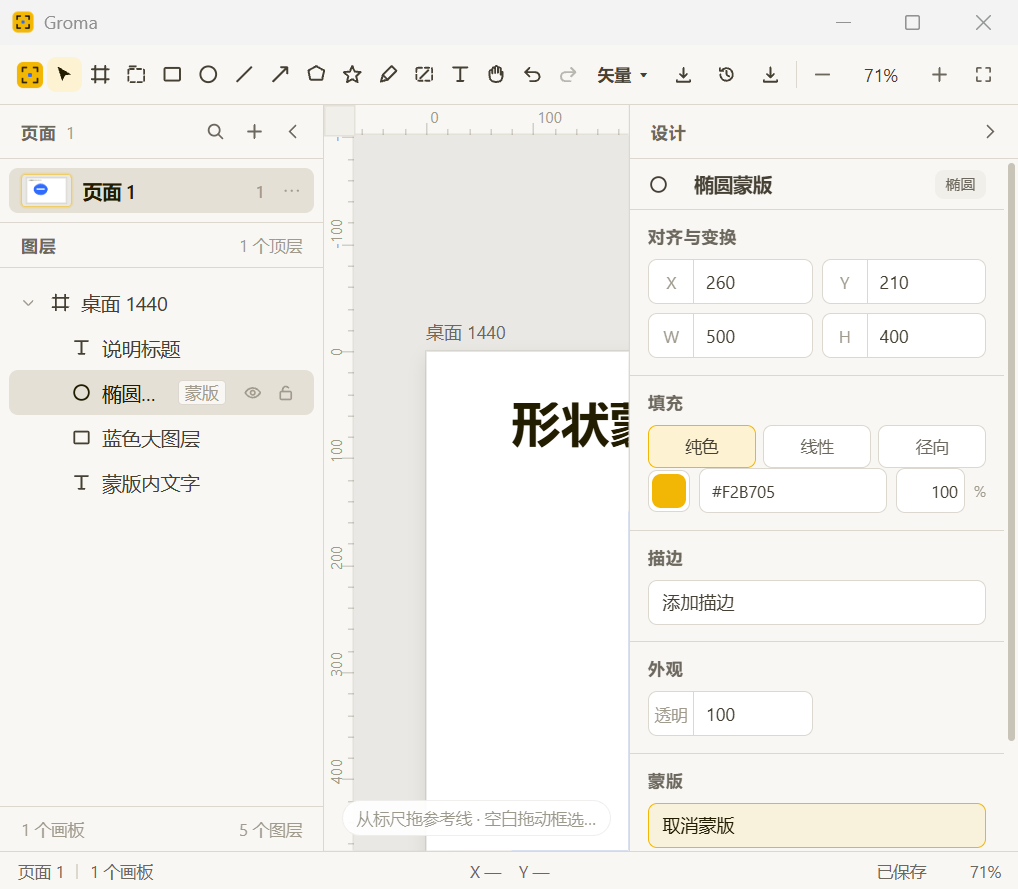 Groma
矢量 71%
页面 1
页面 1 1
图层 1 个顶层
桌面 1440
说明标题
椭圆... 蒙版
蓝色大图层
蒙版内文字
1 个画板 5 个图层
0 100
-100
0
100
200
300
400
桌面 1440
形状蒙
从标尺拖参考线 · 空白拖动框选...
设计
椭圆蒙版 椭圆
对齐与变换
X 260 Y 210
W 500 H 400
填充
纯色 线性 径向
#F2B705 100 %
描边
添加描边
外观
透明 100
蒙版
取消蒙版
页面 1 1 个画板 X — Y — 已保存 71%